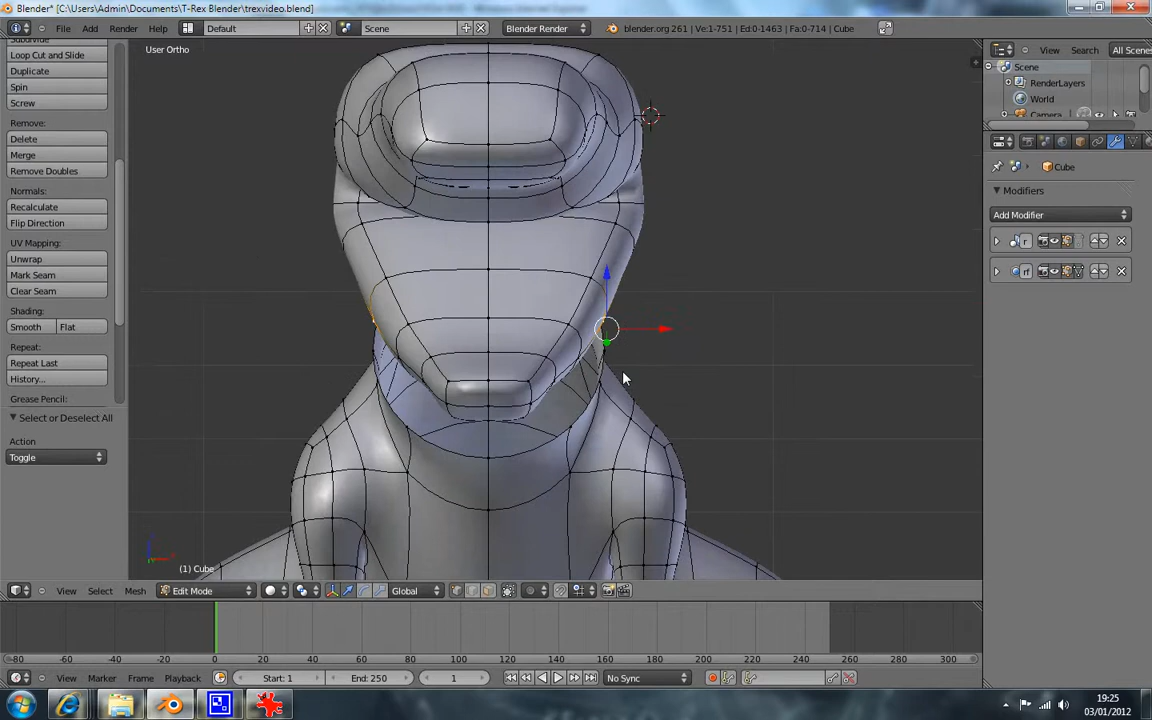 Blender* [C:\Users\Admin\Documents\T-Rex Blender\trexvideo.blend]
File Add Render Help Default Scene Blender Render blender.org 261 | Ve:1-751 | Ed:0-1463 | Fa:0-714 | Cube
Loop Cut and Slide
Duplicate
Spin
Screw
Remove:
Delete
Merge
Remove Doubles
Normals:
Recalculate
Flip Direction
UV Mapping:
Unwrap
Mark Seam
Clear Seam
Shading:
Smooth Flat
Repeat:
Repeat Last
History...
Grease Pencil:
Select or Deselect All
Action
Toggle
User Ortho
(1) Cube
View Select Mesh Edit Mode Global
View Search All Scenes
Scene
RenderLayers
World
Camera
Cube
Modifiers
Add Modifier
r
rf
-80 -60 -40 -20 0 20 40 60 80 100 120 140 160 180 200 220 240 260 280 300
View Marker Frame Playback Start: 1 End: 250 1 No Sync
19:25
03/01/2012